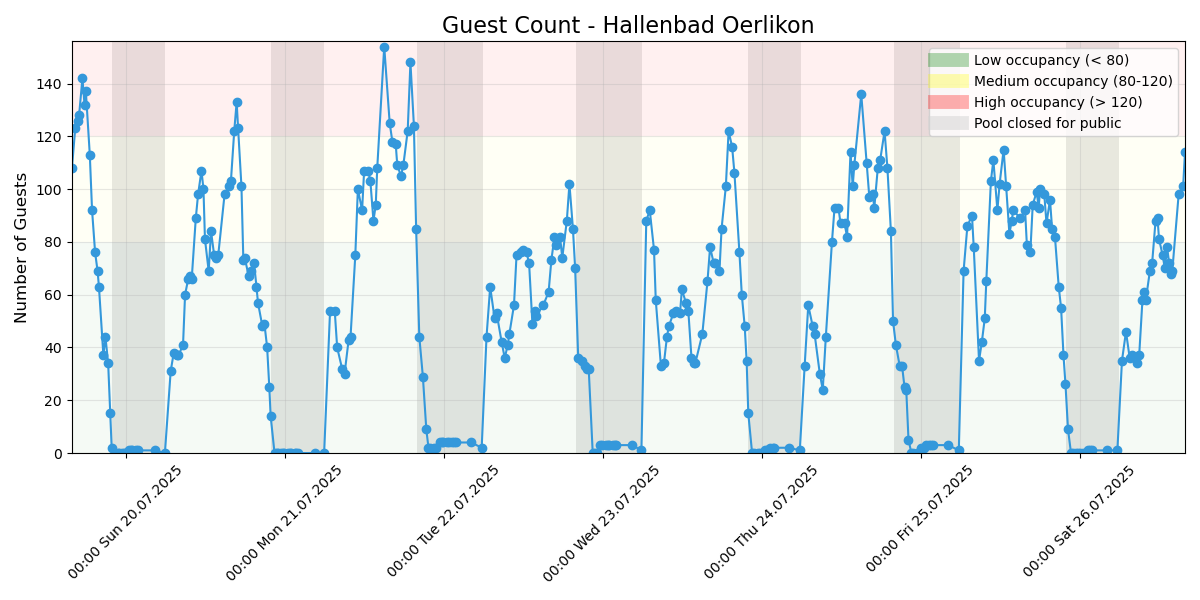 Guest Count - Hallenbad Oerlikon
Number of Guests
140
120
100
80
60
40
20
0
Low occupancy (< 80)
Medium occupancy (80-120)
High occupancy (> 120)
Pool closed for public
00:00 Sun 20.07.2025
00:00 Mon 21.07.2025
00:00 Tue 22.07.2025
00:00 Wed 23.07.2025
00:00 Thu 24.07.2025
00:00 Fri 25.07.2025
00:00 Sat 26.07.2025